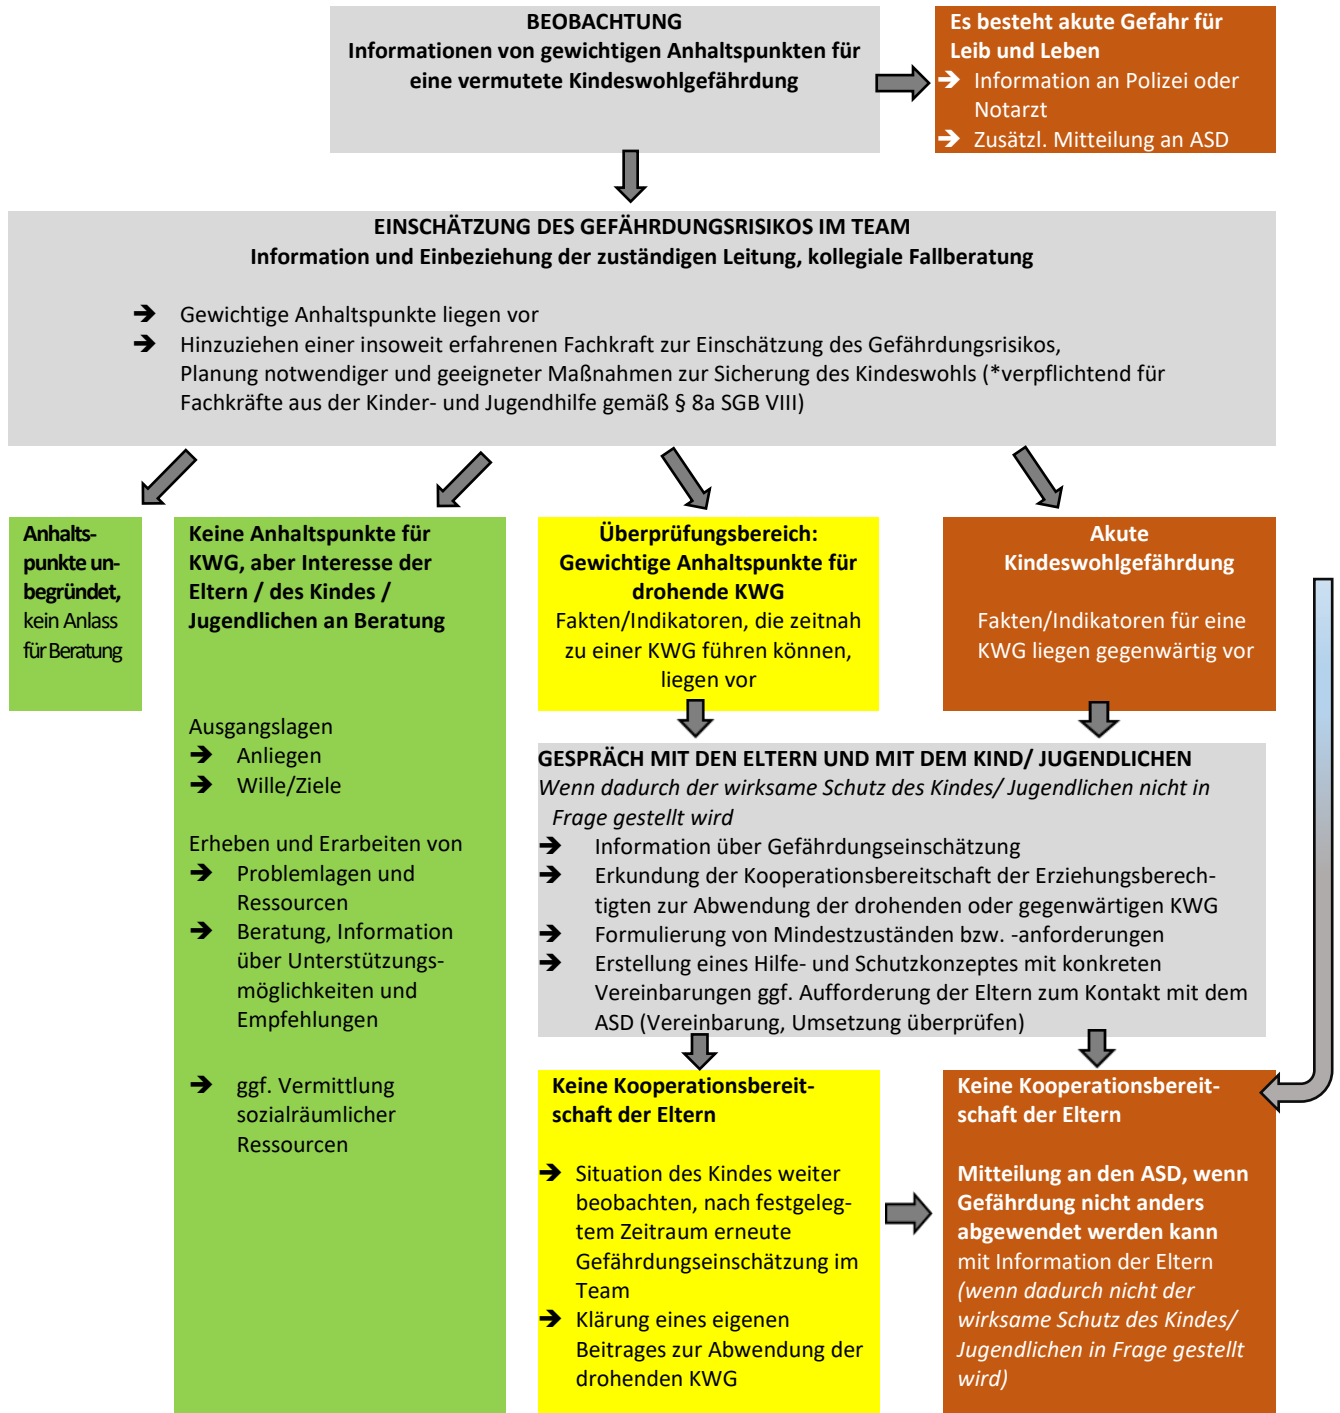 BEOBACHTUNG
Informationen von gewichtigen Anhaltspunkten für
eine vermutete Kindeswohlgefährdung
Es besteht akute Gefahr für
Leib und Leben
➔ Information an Polizei oder
Notarzt
➔ Zusätzl. Mitteilung an ASD
EINSCHÄTZUNG DES GEFÄHRDUNGSRISIKOS IM TEAM
Information und Einbeziehung der zuständigen Leitung, kollegiale Fallberatung
➔ Gewichtige Anhaltspunkte liegen vor
➔ Hinzuziehen einer insoweit erfahrenen Fachkraft zur Einschätzung des Gefährdungsrisikos,
Planung notwendiger und geeigneter Maßnahmen zur Sicherung des Kindeswohls (*verpflichtend für
Fachkräfte aus der Kinder- und Jugendhilfe gemäß § 8a SGB VIII)
Anhalts-
punkte un-
begründet,
kein Anlass
für Beratung
Keine Anhaltspunkte für
KWG, aber Interesse der
Eltern / des Kindes /
Jugendlichen an Beratung
Ausgangslagen
➔ Anliegen
➔ Wille/Ziele
Erheben und Erarbeiten von
➔ Problemlagen und
Ressourcen
➔ Beratung, Information
über Unterstützungs-
möglichkeiten und
Empfehlungen
➔ ggf. Vermittlung
sozialräumlicher
Ressourcen
Überprüfungsbereich:
Gewichtige Anhaltspunkte für
drohende KWG
Fakten/Indikatoren, die zeitnah
zu einer KWG führen können,
liegen vor
Akute
Kindeswohlgefährdung
Fakten/Indikatoren für eine
KWG liegen gegenwärtig vor
GESPRÄCH MIT DEN ELTERN UND MIT DEM KIND/ JUGENDLICHEN
Wenn dadurch der wirksame Schutz des Kindes/ Jugendlichen nicht in
Frage gestellt wird
➔ Information über Gefährdungseinschätzung
➔ Erkundung der Kooperationsbereitschaft der Erziehungsberech-
tigten zur Abwendung der drohenden oder gegenwärtigen KWG
➔ Formulierung von Mindestzuständen bzw. -anforderungen
➔ Erstellung eines Hilfe- und Schutzkonzeptes mit konkreten
Vereinbarungen ggf. Aufforderung der Eltern zum Kontakt mit dem
ASD (Vereinbarung, Umsetzung überprüfen)
Keine Kooperationsbereit-
schaft der Eltern
➔ Situation des Kindes weiter
beobachten, nach festgeleg-
tem Zeitraum erneute
Gefährdungseinschätzung im
Team
➔ Klärung eines eigenen
Beitrages zur Abwendung der
drohenden KWG
Keine Kooperationsbereit-
schaft der Eltern
Mitteilung an den ASD, wenn
Gefährdung nicht anders
abgewendet werden kann
mit Information der Eltern
(wenn dadurch nicht der
wirksame Schutz des Kindes/
Jugendlichen in Frage gestellt
wird)